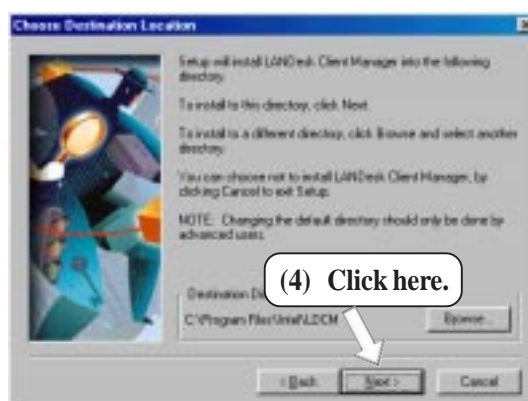 Choose Destination Location
Setup will install LANDesk Client Manager into the following
directory.
To install to this directory, click Next.
To install to a different directory, click Browse and select another
directory.
You can choose not to install LANDesk Client Manager, by
clicking Cancel to exit Setup.
NOTE: Changing the default directory should only be done by
advanced users.
(4) Click here.
Destination
C:\Program Files\Intel\LDCM
Browse...
< Back
Next >
Cancel